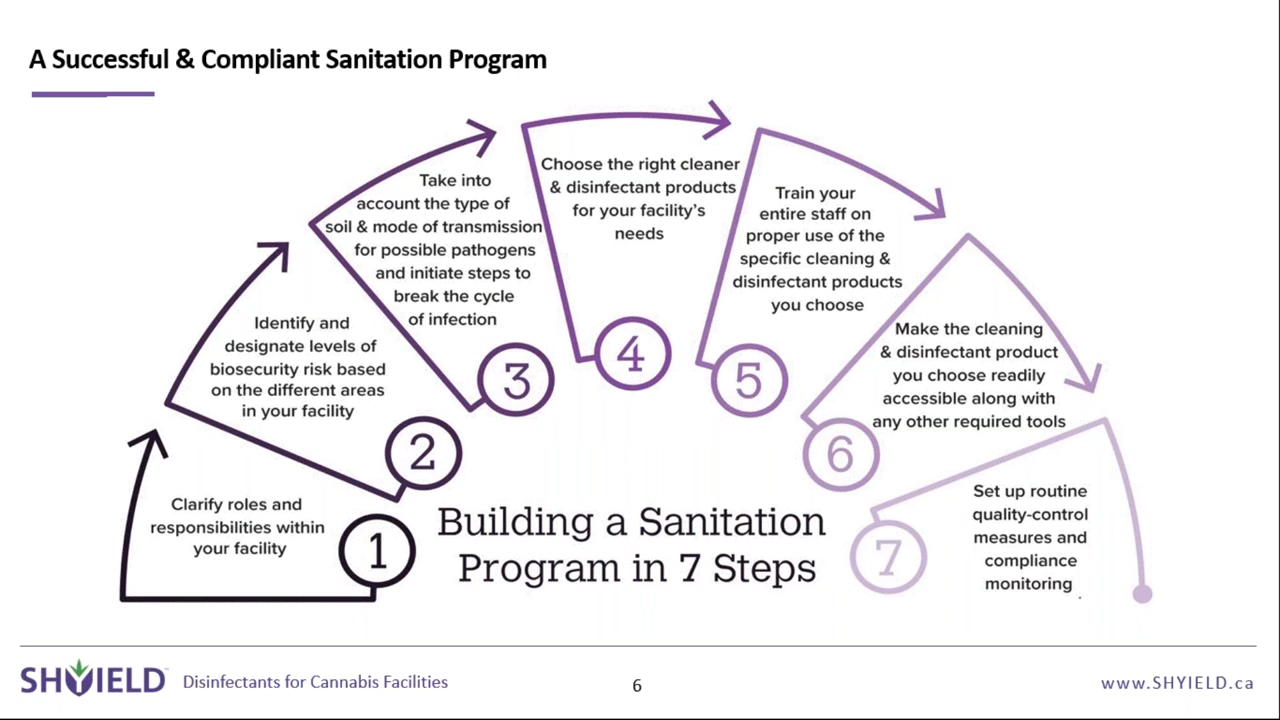 A Successful & Compliant Sanitation Program
Clarify roles and
responsibilities within
your facility
1
Identify and
designate levels of
biosecurity risk based
on the different areas
in your facility
2
Take into
account the type of
soil & mode of transmission
for possible pathogens
and initiate steps to
break the cycle
of infection
3
Choose the right cleaner
& disinfectant products
for your facility's
needs
4
Train your
entire staff on
proper use of the
specific cleaning &
disinfectant products
you choose
5
Make the cleaning
& disinfectant product
you choose readily
accessible along with
any other required tools
6
Set up routine
quality-control
measures and
compliance
monitoring
.
7
Building a Sanitation
Program in 7 Steps
SHYIELD™ Disinfectants for Cannabis Facilities
6
www.SHYIELD.ca